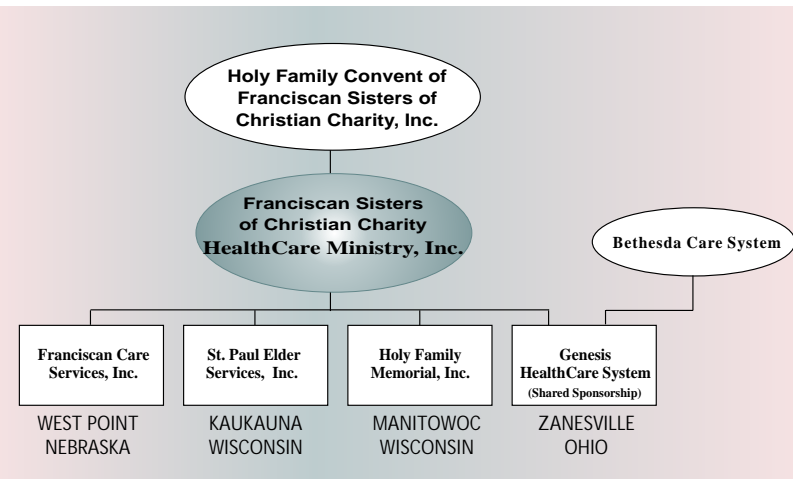 Holy Family Convent of
Franciscan Sisters of
Christian Charity, Inc.
Franciscan Sisters
of Christian Charity
HealthCare Ministry, Inc.
Bethesda Care System
Franciscan Care
Services, Inc.
St. Paul Elder
Services, Inc.
Holy Family
Memorial, Inc.
Genesis
HealthCare System
(Shared Sponsorship)
WEST POINT
NEBRASKA
KAUKAUNA
WISCONSIN
MANITOWOC
WISCONSIN
ZANESVILLE
OHIO